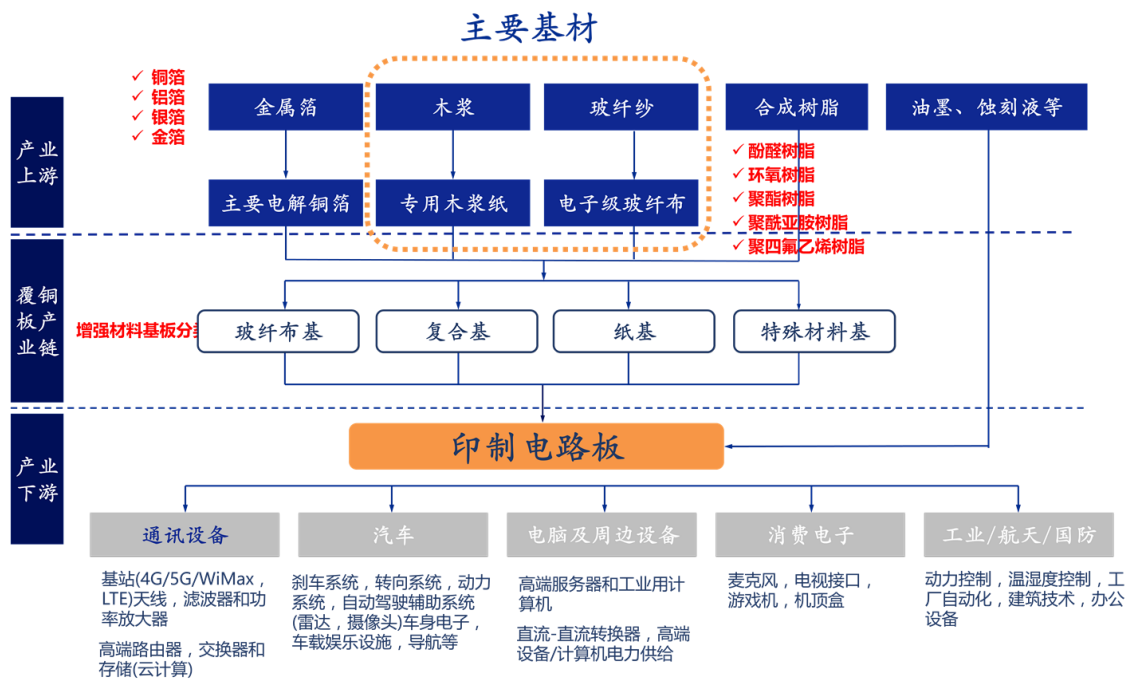 主要基材
✓ 铜箔
✓ 铝箔
✓ 银箔
✓ 金箔
产业
上游
金属箔
木浆
玻纤纱
合成树脂
油墨、蚀刻液等
✓ 酚醛树脂
✓ 环氧树脂
✓ 聚酯树脂
✓ 聚酰亚胺树脂
✓ 聚四氟乙烯树脂
主要电解铜箔
专用木浆纸
电子级玻纤布
覆铜
板产
业链
增强材料基板分
玻纤布基
复合基
纸基
特殊材料基
产业
下游
印制电路板
通讯设备
汽车
电脑及周边设备
消费电子
工业/航天/国防
基站(4G/5G/WiMax，
LTE)天线，滤波器和功
率放大器
高端路由器，交换器和
存储(云计算)
刹车系统，转向系统，动力
系统，自动驾驶辅助系统
(雷达，摄像头)车身电子，
车载娱乐设施，导航等
高端服务器和工业用计
算机
直流-直流转换器，高端
设备/计算机电力供给
麦克风，电视接口，
游戏机，机顶盒
动力控制，温湿度控制，工
厂自动化，建筑技术，办公
设备